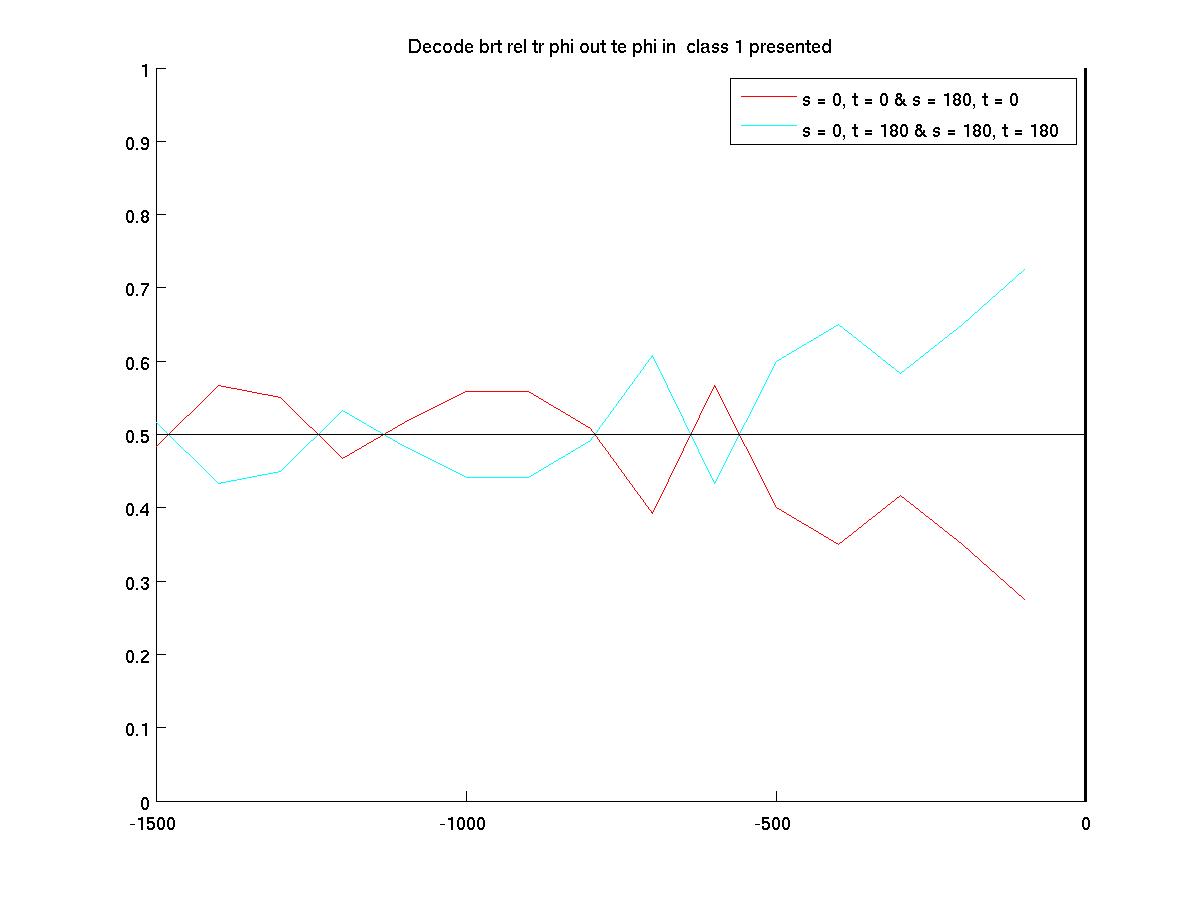 Decode brt rel tr phi out te phi in  class 1 presented
1
s = 0, t = 0 & s = 180, t = 0
s = 0, t = 180 & s = 180, t = 180
0.9
0.8
0.7
0.6
0.5
0.4
0.3
0.2
0.1
0
-1500 -1000 -500 0